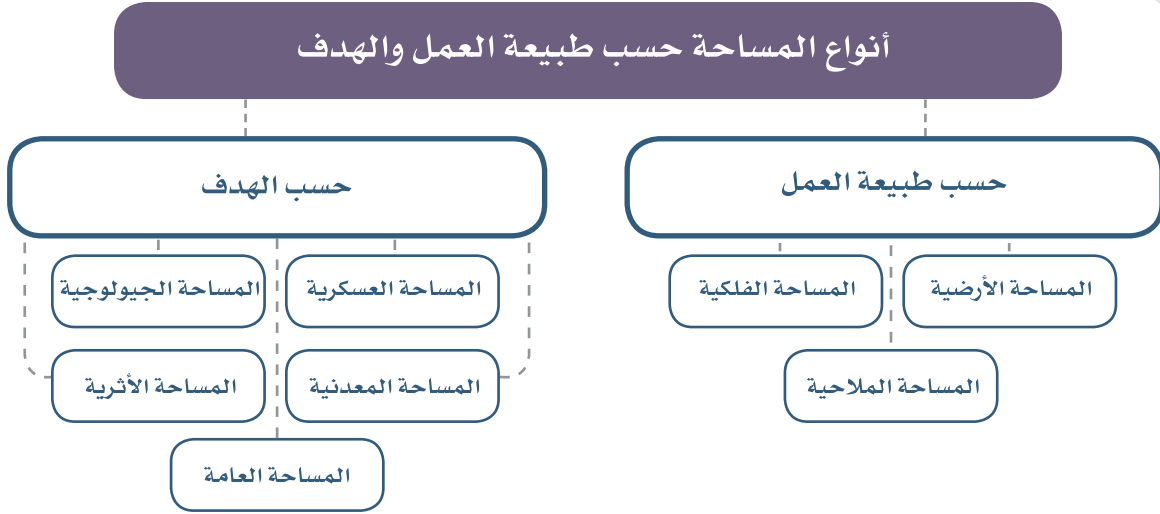 أنواع المساحة حسب طبيعة العمل والهدف
حسب طبيعة العمل
المساحة الأرضية
المساحة الفلكية
المساحة الملاحية
حسب الهدف
المساحة العسكرية
المساحة الجيولوجية
المساحة المعدنية
المساحة الأثرية
المساحة العامة